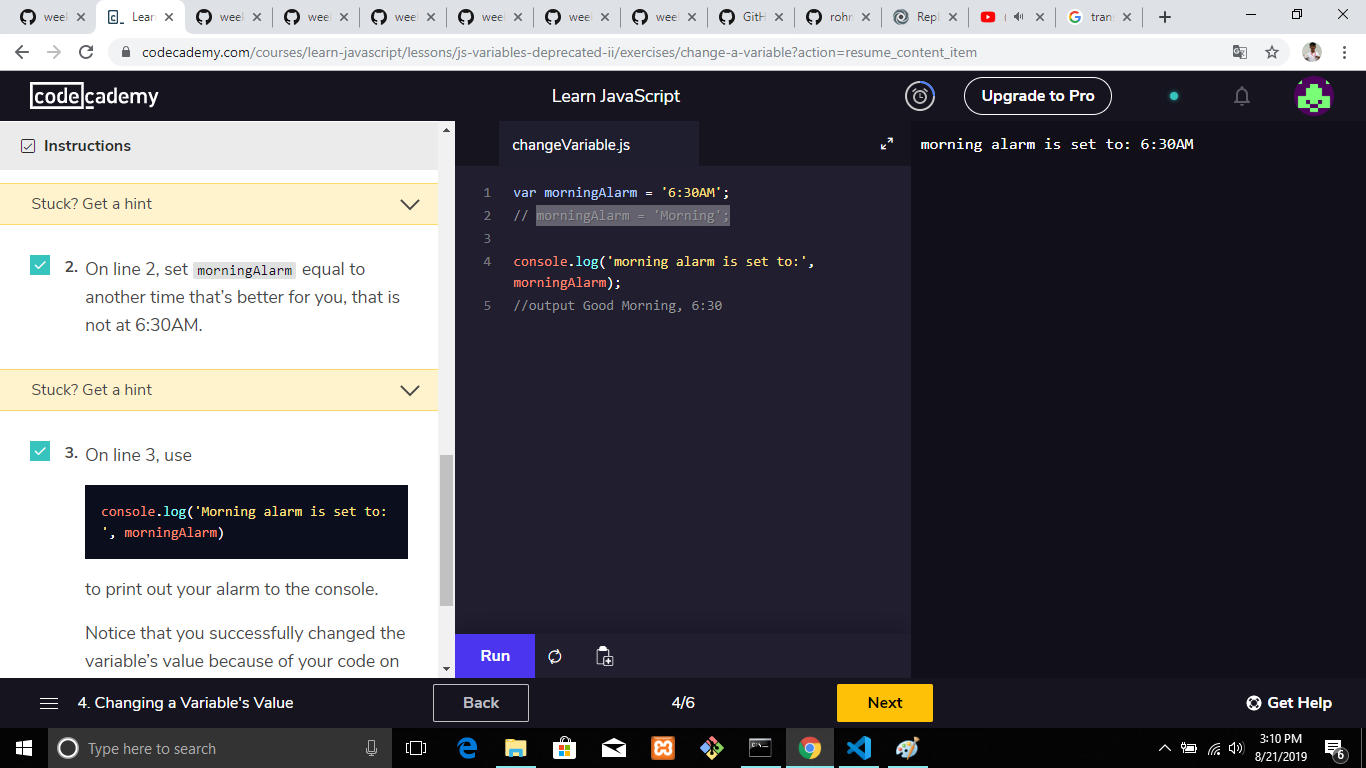 weel
Learn
weel
weel
weel
weel
weel
weel
GitH
rohn
Repl
(
tran
codecademy.com/courses/learn-javascript/lessons/js-variables-deprecated-ii/exercises/change-a-variable?action=resume_content_item
codecademy
Learn JavaScript
Upgrade to Pro
Instructions
Stuck? Get a hint
2. On line 2, set morningAlarm equal to
another time that's better for you, that is
not at 6:30AM.
Stuck? Get a hint
3. On line 3, use
console.log('Morning alarm is set to:
', morningAlarm)
to print out your alarm to the console.
Notice that you successfully changed the
variable's value because of your code on
changeVariable.js
1 var morningAlarm = '6:30AM';
2 // morningAlarm = 'Morning';
3
4 console.log('morning alarm is set to:',
morningAlarm);
5 //output Good Morning, 6:30
Run
morning alarm is set to: 6:30AM
4. Changing a Variable's Value
Back
4/6
Next
Get Help
Type here to search
3:10 PM
8/21/2019
6